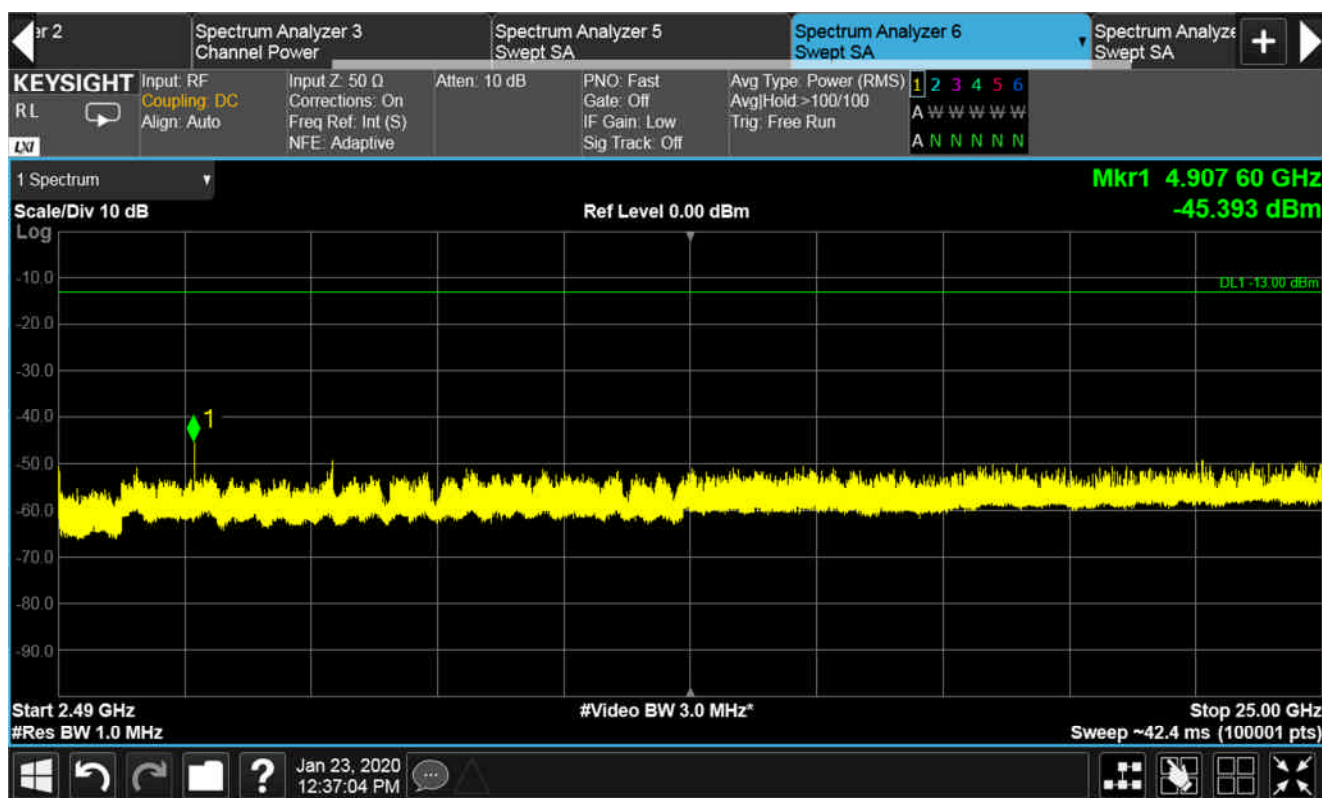 er 2
Spectrum Analyzer 3
Channel Power
Spectrum Analyzer 5
Swept SA
Spectrum Analyzer 6
Swept SA
Spectrum Analyze
Swept SA
KEYSIGHT
RL
LXI
Input: RF
Coupling: DC
Align: Auto
Input Z: 50 Ω
Corrections: On
Freq Ref: Int (S)
NFE: Adaptive
Atten: 10 dB
PNO: Fast
Gate: Off
IF Gain: Low
Sig Track: Off
Avg Type: Power (RMS)
Avg|Hold:>100/100
Trig: Free Run
1 2 3 4 5 6
A W W W W W
A N N N N N
1 Spectrum
Mkr1 4.907 60 GHz
-45.393 dBm
Scale/Div 10 dB
Ref Level 0.00 dBm
Log
DL1 -13.00 dBm
-10.0
-20.0
-30.0
-40.0
1
-50.0
-60.0
-70.0
-80.0
-90.0
Start 2.49 GHz
#Video BW 3.0 MHz*
Stop 25.00 GHz
#Res BW 1.0 MHz
Sweep ~42.4 ms (100001 pts)
Jan 23, 2020
12:37:04 PM